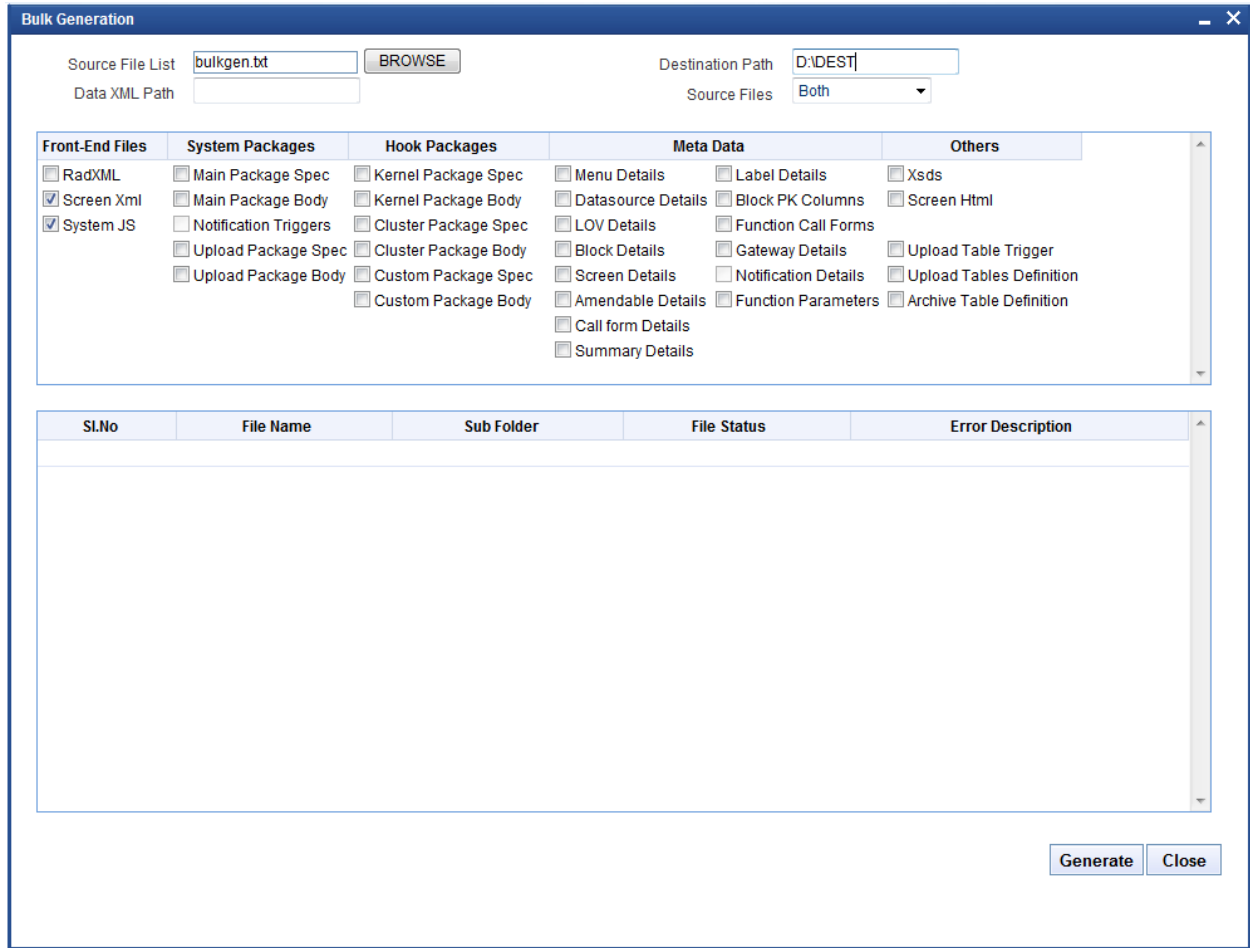 Bulk Generation
Source File List bulkgen.txt BROWSE Destination Path D:\DEST
Data XML Path Source Files Both
Front-End Files System Packages Hook Packages Meta Data Others
RadXML Main Package Spec Kernel Package Spec Menu Details Label Details Xsds
Screen Xml Main Package Body Kernel Package Body Datasource Details Block PK Columns Screen Html
System JS Notification Triggers Cluster Package Spec LOV Details Function Call Forms
Upload Package Spec Cluster Package Body Block Details Gateway Details Upload Table Trigger
Upload Package Body Custom Package Spec Screen Details Notification Details Upload Tables Definition
Custom Package Body Amendable Details Function Parameters Archive Table Definition
Call form Details
Summary Details
Sl.No File Name Sub Folder File Status Error Description
Generate Close